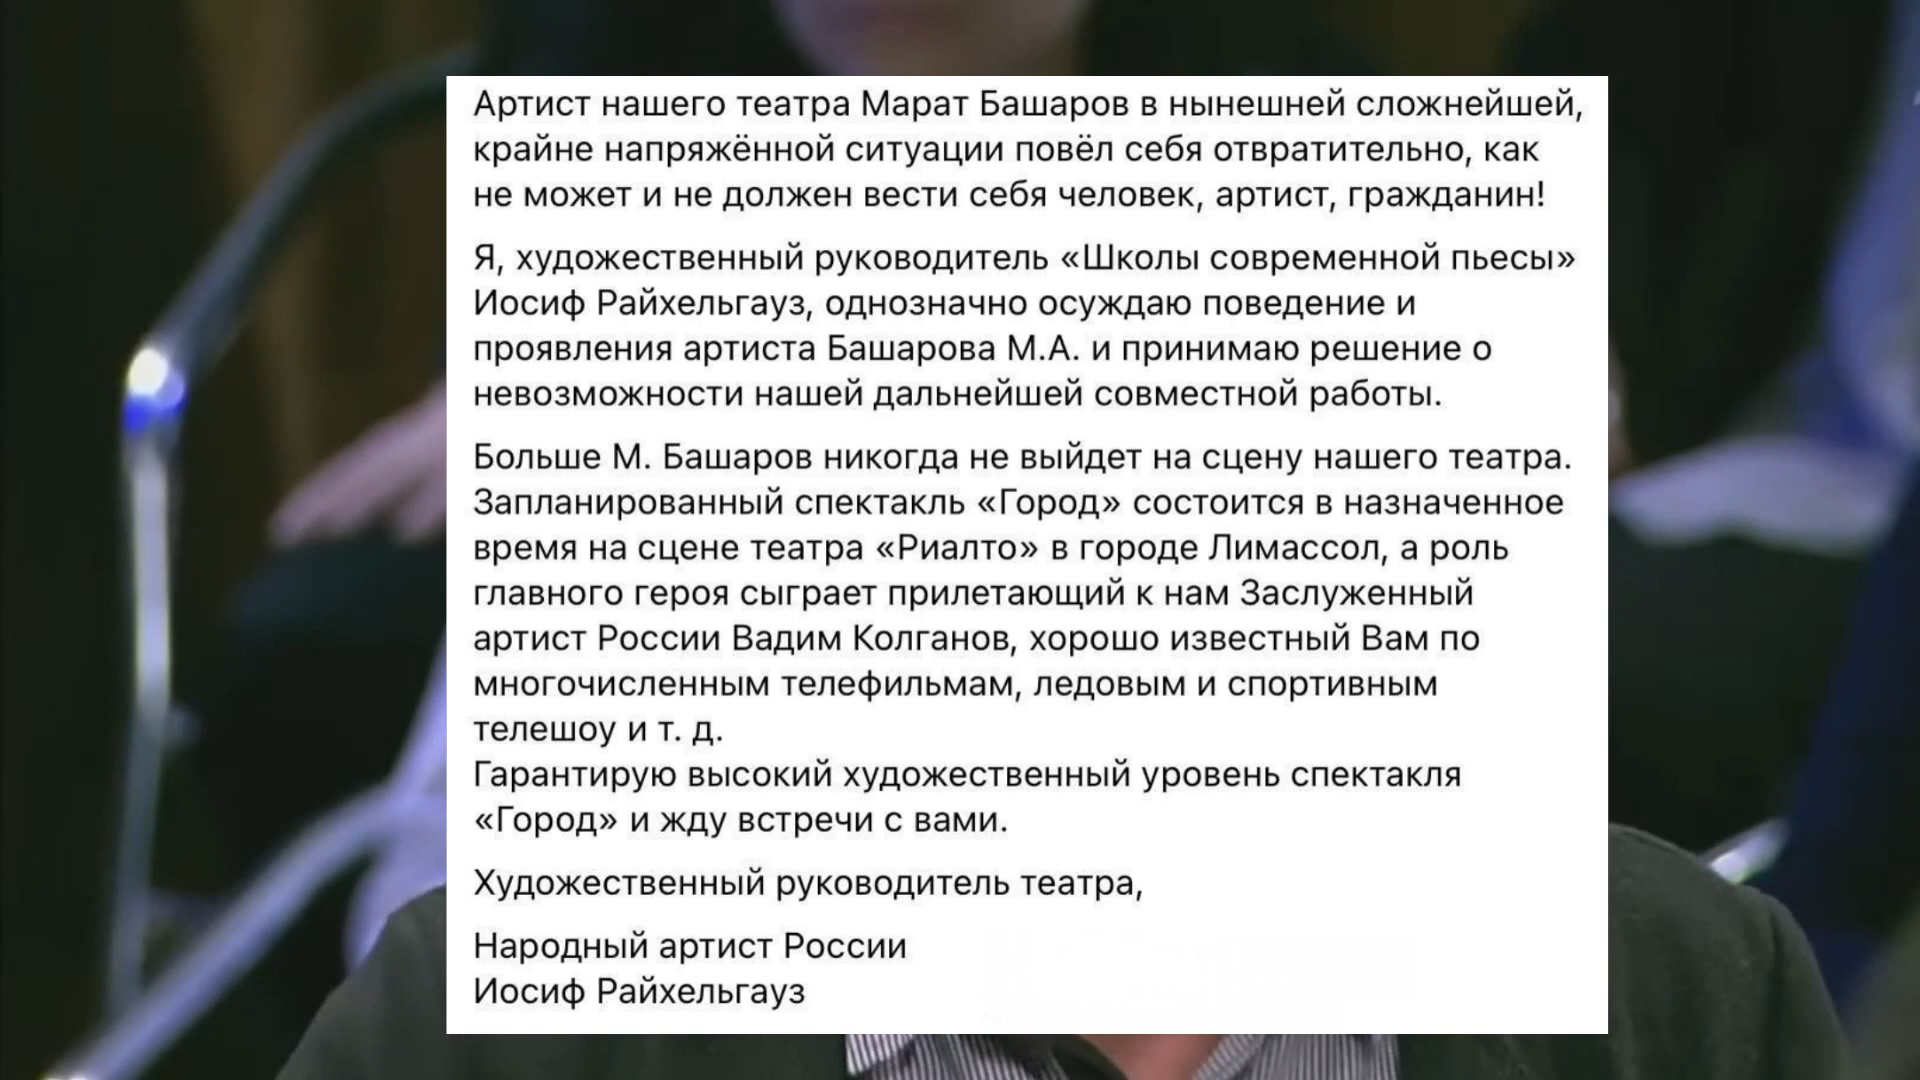 Артист нашего театра Марат Башаров в нынешней сложнейшей,
крайне напряжённой ситуации повёл себя отвратительно, как
не может и не должен вести себя человек, артист, гражданин!
Я, художественный руководитель «Школы современной пьесы»
Иосиф Райхельгауз, однозначно осуждаю поведение и
проявления артиста Башарова М.А. и принимаю решение о
невозможности нашей дальнейшей совместной работы.
Больше М. Башаров никогда не выйдет на сцену нашего театра.
Запланированный спектакль «Город» состоится в назначенное
время на сцене театра «Риалто» в городе Лимассол, а роль
главного героя сыграет прилетающий к нам Заслуженный
артист России Вадим Колганов, хорошо известный Вам по
многочисленным телефильмам, ледовым и спортивным
телешоу и т. д.
Гарантирую высокий художественный уровень спектакля
«Город» и жду встречи с вами.
Художественный руководитель театра,
Народный артист России
Иосиф Райхельгауз